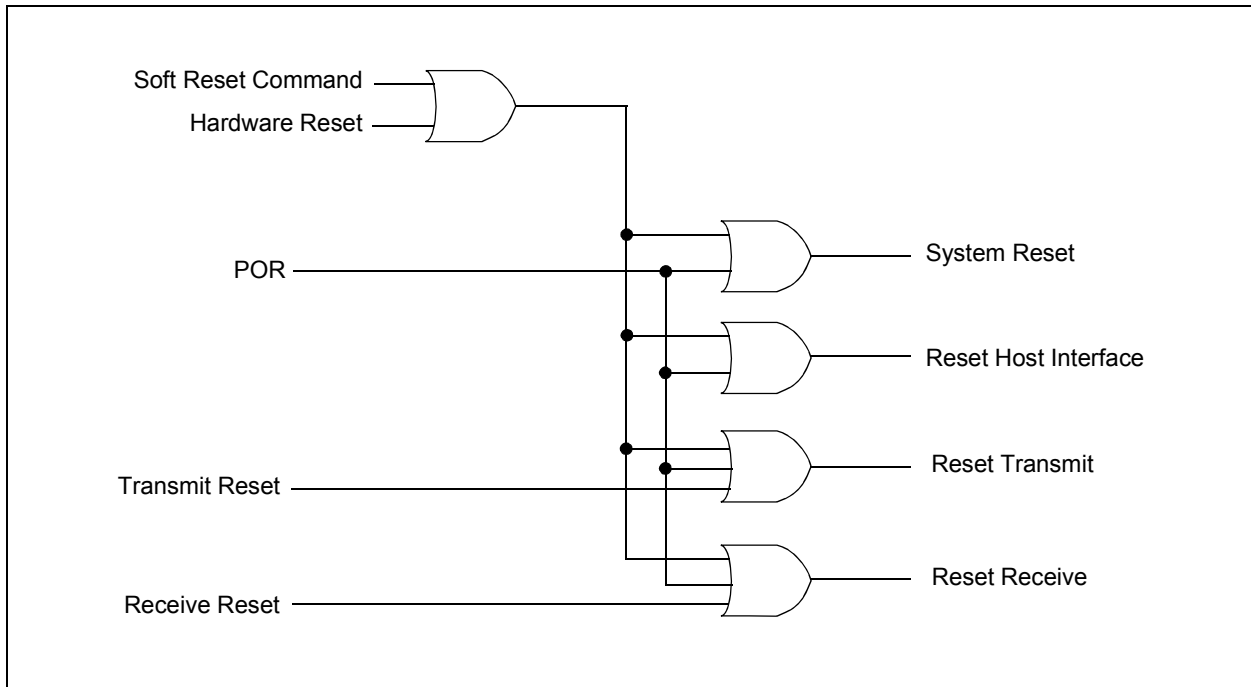 Soft Reset Command
Hardware Reset
System Reset
POR
Reset Host Interface
Reset Transmit
Transmit Reset
Reset Receive
Receive Reset